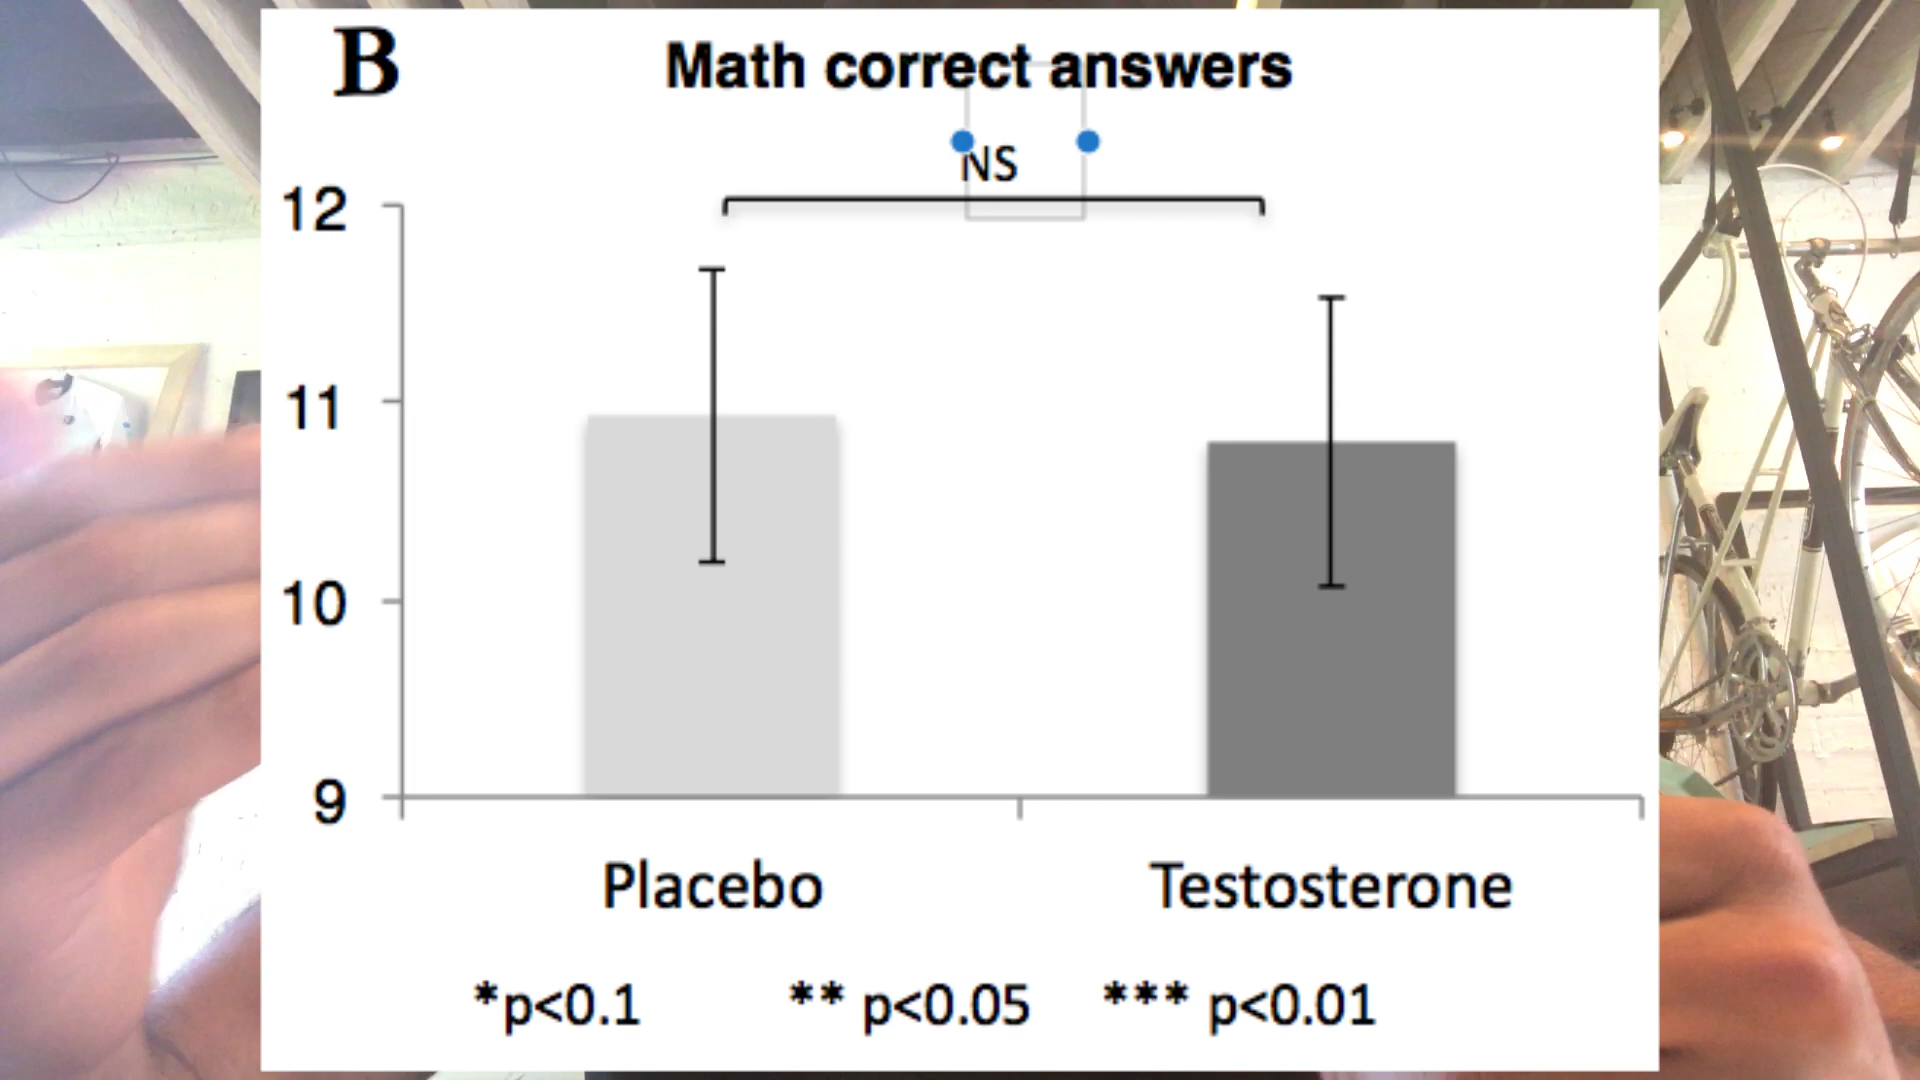 B
Math correct answers
NS
12
11
10
9
Placebo Testosterone
*p<0.1 ** p<0.05 *** p<0.01